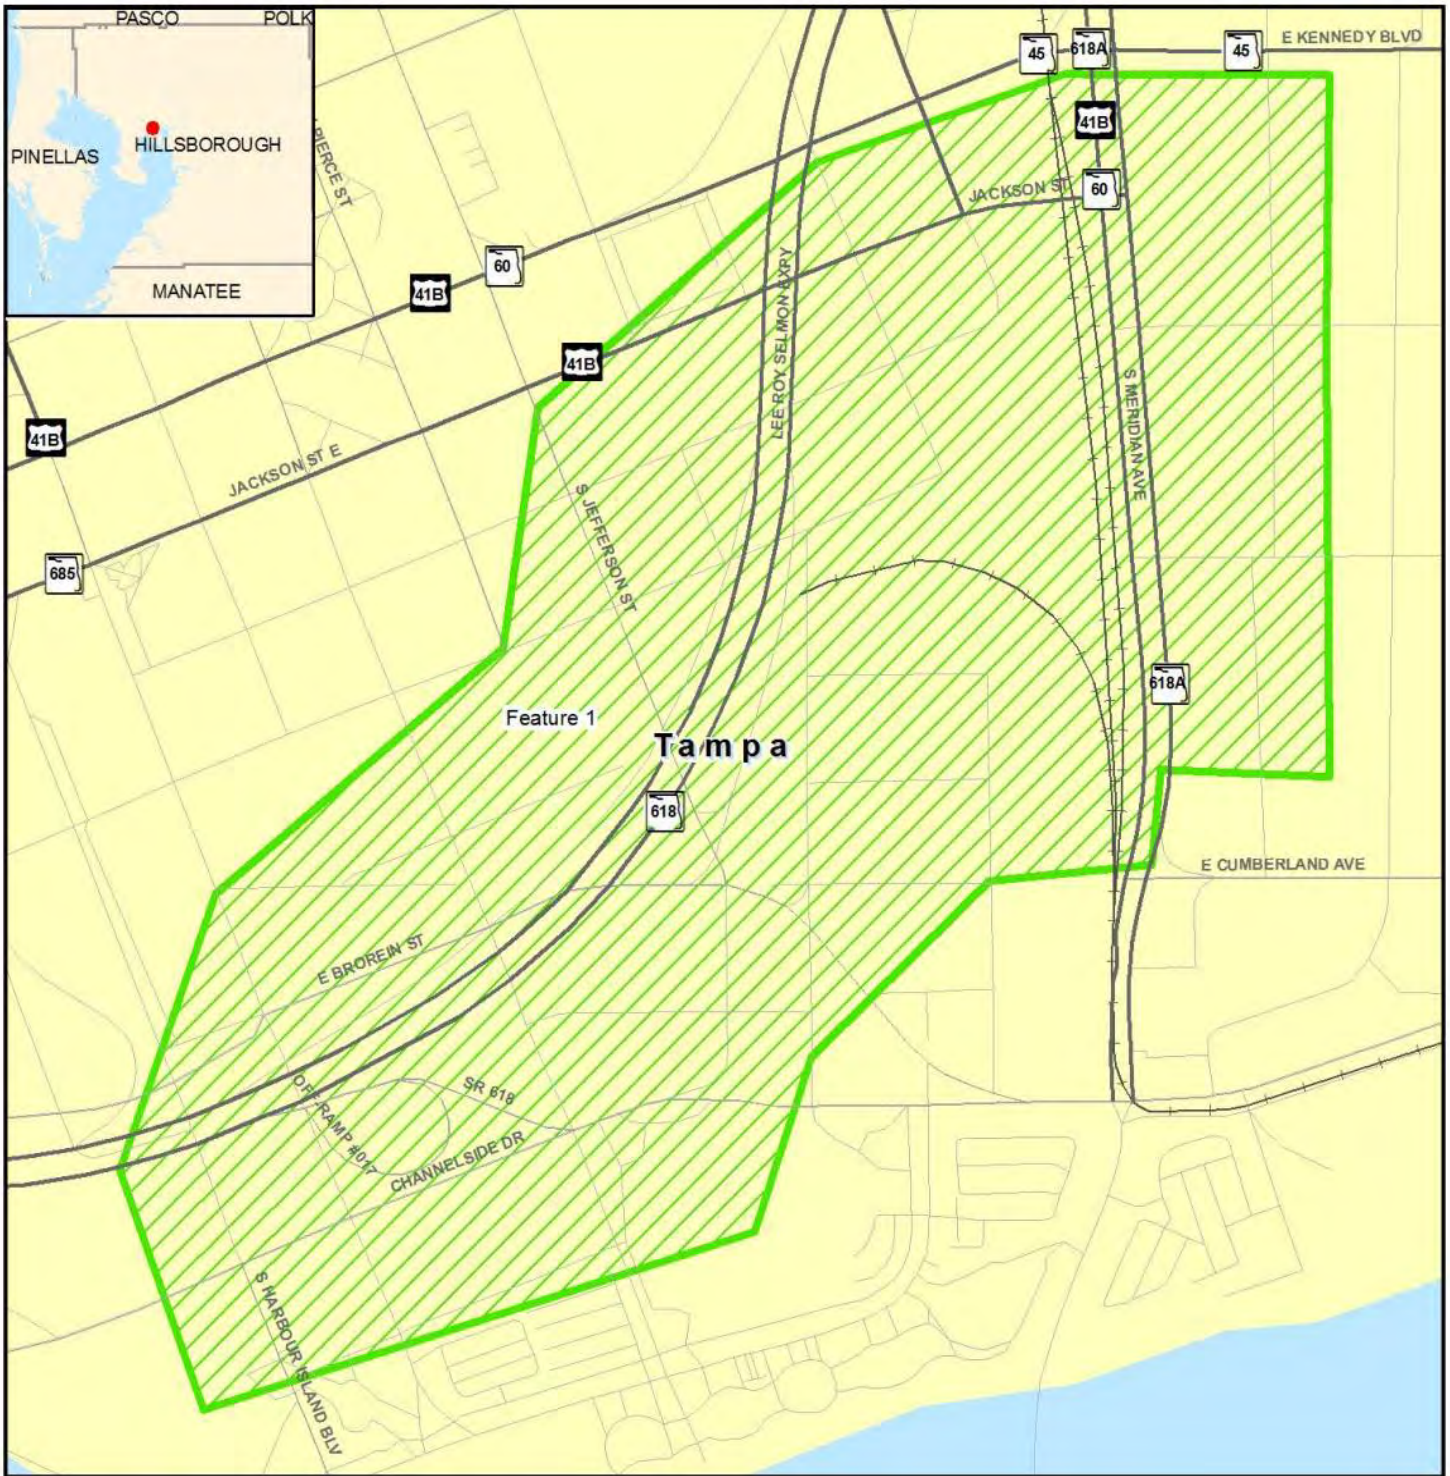 PASCO
POLK
PINELLAS
HILLSBOROUGH
MANATEE
PIERCE ST
45
618A
45
E KENNEDY BLVD
41B
60
JACKSON ST
60
41B
41B
41B
LEE ROY SELMON EXPY
S MERIDIAN AVE
JACKSON ST E
685
S JEFFERSON ST
618A
Feature 1
Tampa
618
E CUMBERLAND AVE
E BROREIN ST
SR 618
OFF-RAMP #017
CHANNELSIDE DR
S HARBOUR ISLAND BLV